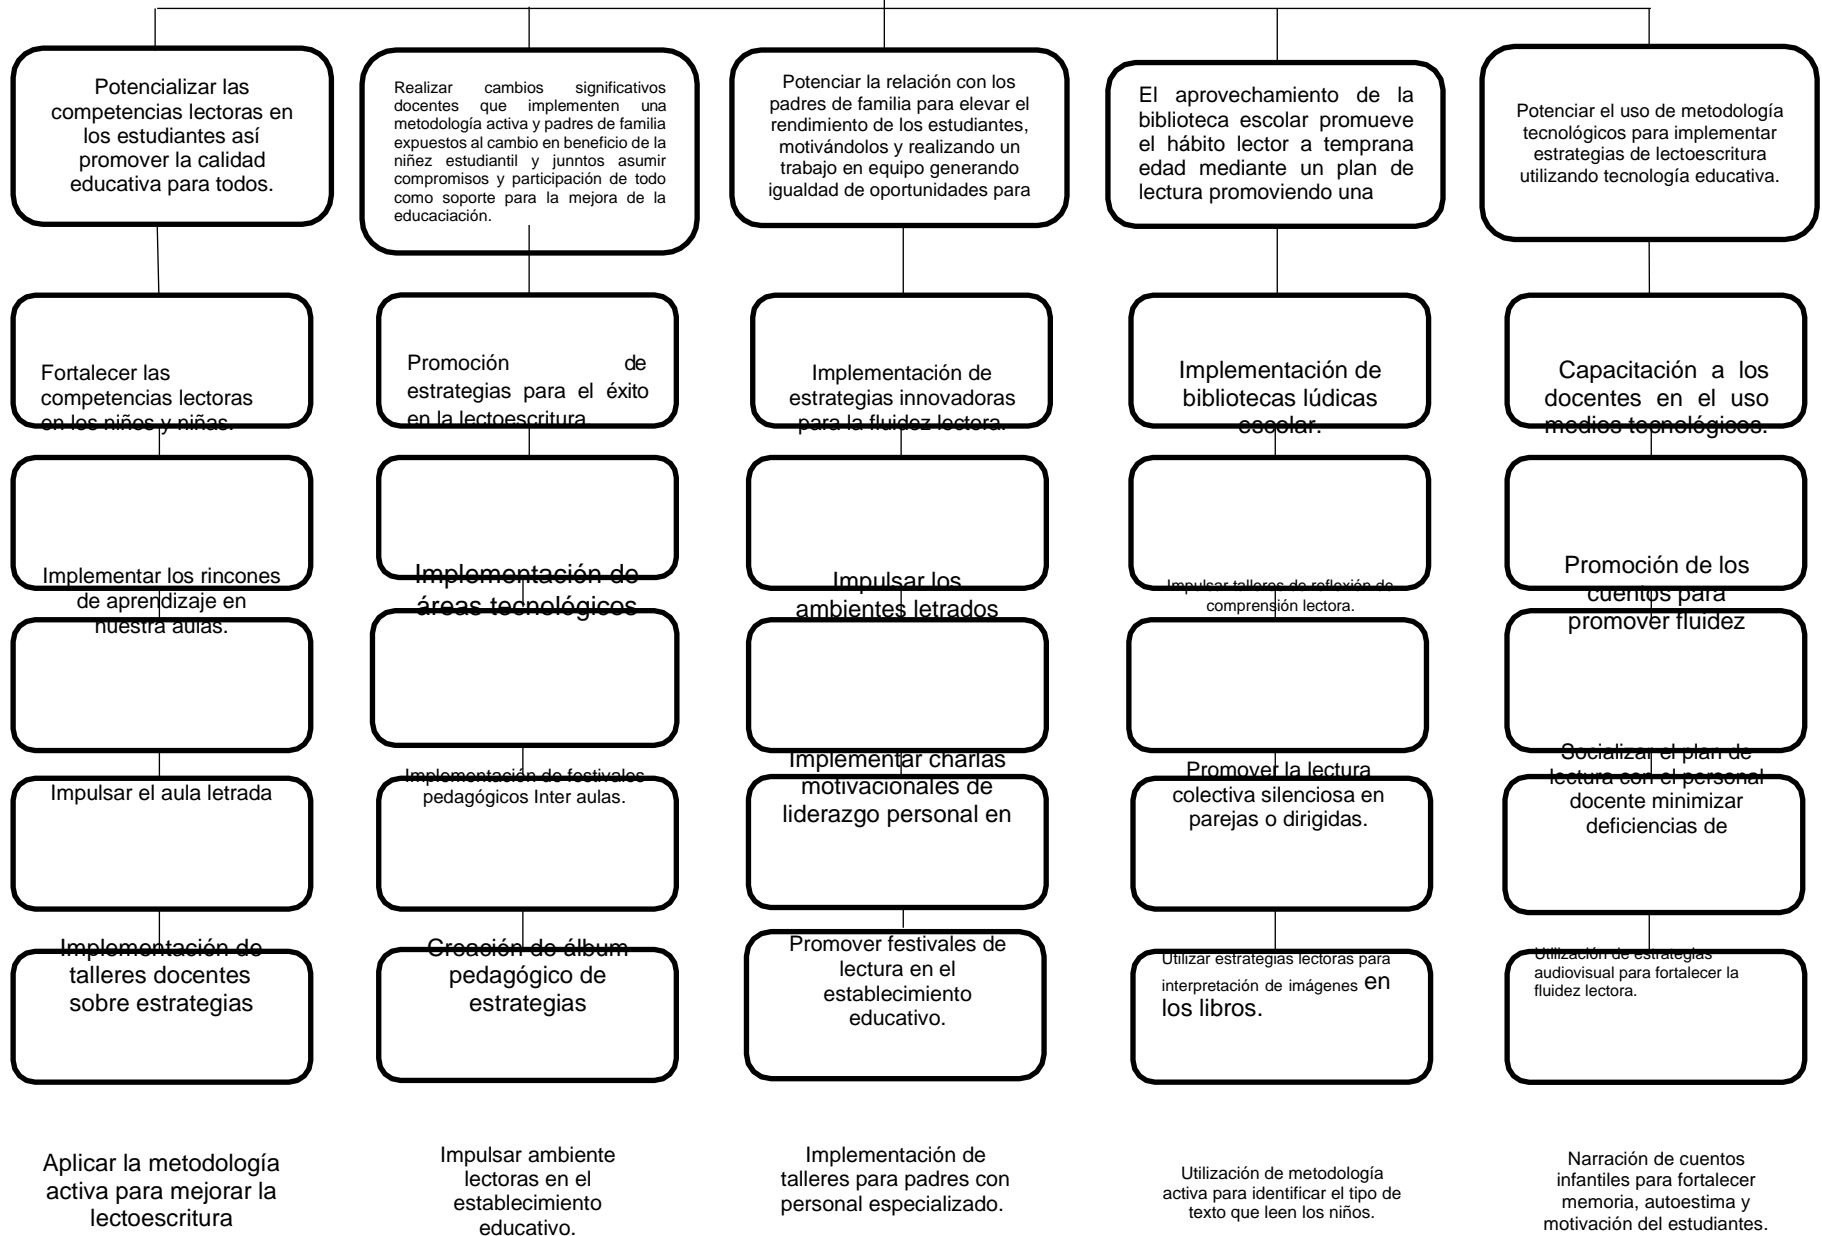 Potencializar las
competencias lectoras en
los estudiantes así
promover la calidad
educativa para todos.
Realizar cambios significativos
docentes que implementen una
metodología activa y padres de familia
expuestos al cambio en beneficio de la
niñez estudiantil y junntos asumir
compromisos y participación de todo
como soporte para la mejora de la
educaciación.
Potenciar la relación con los
padres de familia para elevar el
rendimiento de los estudiantes,
motivándolos y realizando un
trabajo en equipo generando
igualdad de oportunidades para
El aprovechamiento de la
biblioteca escolar promueve
el hábito lector a temprana
edad mediante un plan de
lectura promoviendo una
Potenciar el uso de metodología
tecnológicos para implementar
estrategias de lectoescritura
utilizando tecnología educativa.
Fortalecer las
competencias lectoras
en los niños y niñas.
Promoción de
estrategias para el éxito
en la lectoescritura
Implementación de
estrategias innovadoras
para la fluidez lectora.
Implementación de
bibliotecas lúdicas
escolar.
Capacitación a los
docentes en el uso
medios tecnológicos.
Implementar los rincones
de aprendizaje en
nuestra aulas.
Implementación de
áreas tecnológicos
Impulsar los
ambientes letrados
Impulsar talleres de reflexión de
comprensión lectora.
Promoción de los
cuentos para
promover fluidez
Impulsar el aula letrada
Implementación de festivales
pedagógicos Inter aulas.
Implementar charlas
motivacionales de
liderazgo personal en
Promover la lectura
colectiva silenciosa en
parejas o dirigidas.
Socializar el plan de
lectura con el personal
docente minimizar
deficiencias de
Implementación de
talleres docentes
sobre estrategias
Creación de álbum
pedagógico de
estrategias
Promover festivales de
lectura en el
establecimiento
educativo.
Utilizar estrategias lectoras para
interpretación de imágenes en
los libros.
Utilización de estrategias
audiovisual para fortalecer la
fluidez lectora.
Aplicar la metodología
activa para mejorar la
lectoescritura
Impulsar ambiente
lectoras en el
establecimiento
educativo.
Implementación de
talleres para padres con
personal especializado.
Utilización de metodología
activa para identificar el tipo de
texto que leen los niños.
Narración de cuentos
infantiles para fortalecer
memoria, autoestima y
motivación del estudiantes.